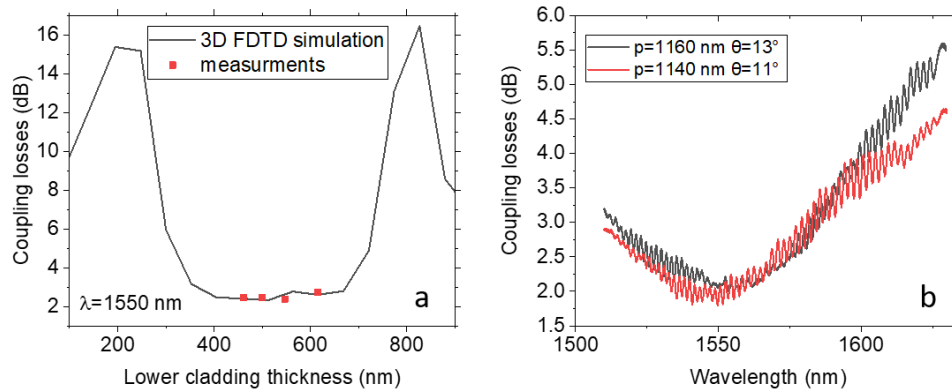 16
14
12
10
8
6
4
2
Coupling losses (dB)
3D FDTD simulation
measurments
λ=1550 nm
a
200
400
600
800
Lower cladding thickness (nm)
6.0
5.5
5.0
4.5
4.0
3.5
3.0
2.5
2.0
1.5
Coupling losses (dB)
p=1160 nm θ=13°
p=1140 nm θ=11°
b
1500
1550
1600
Wavelength (nm)